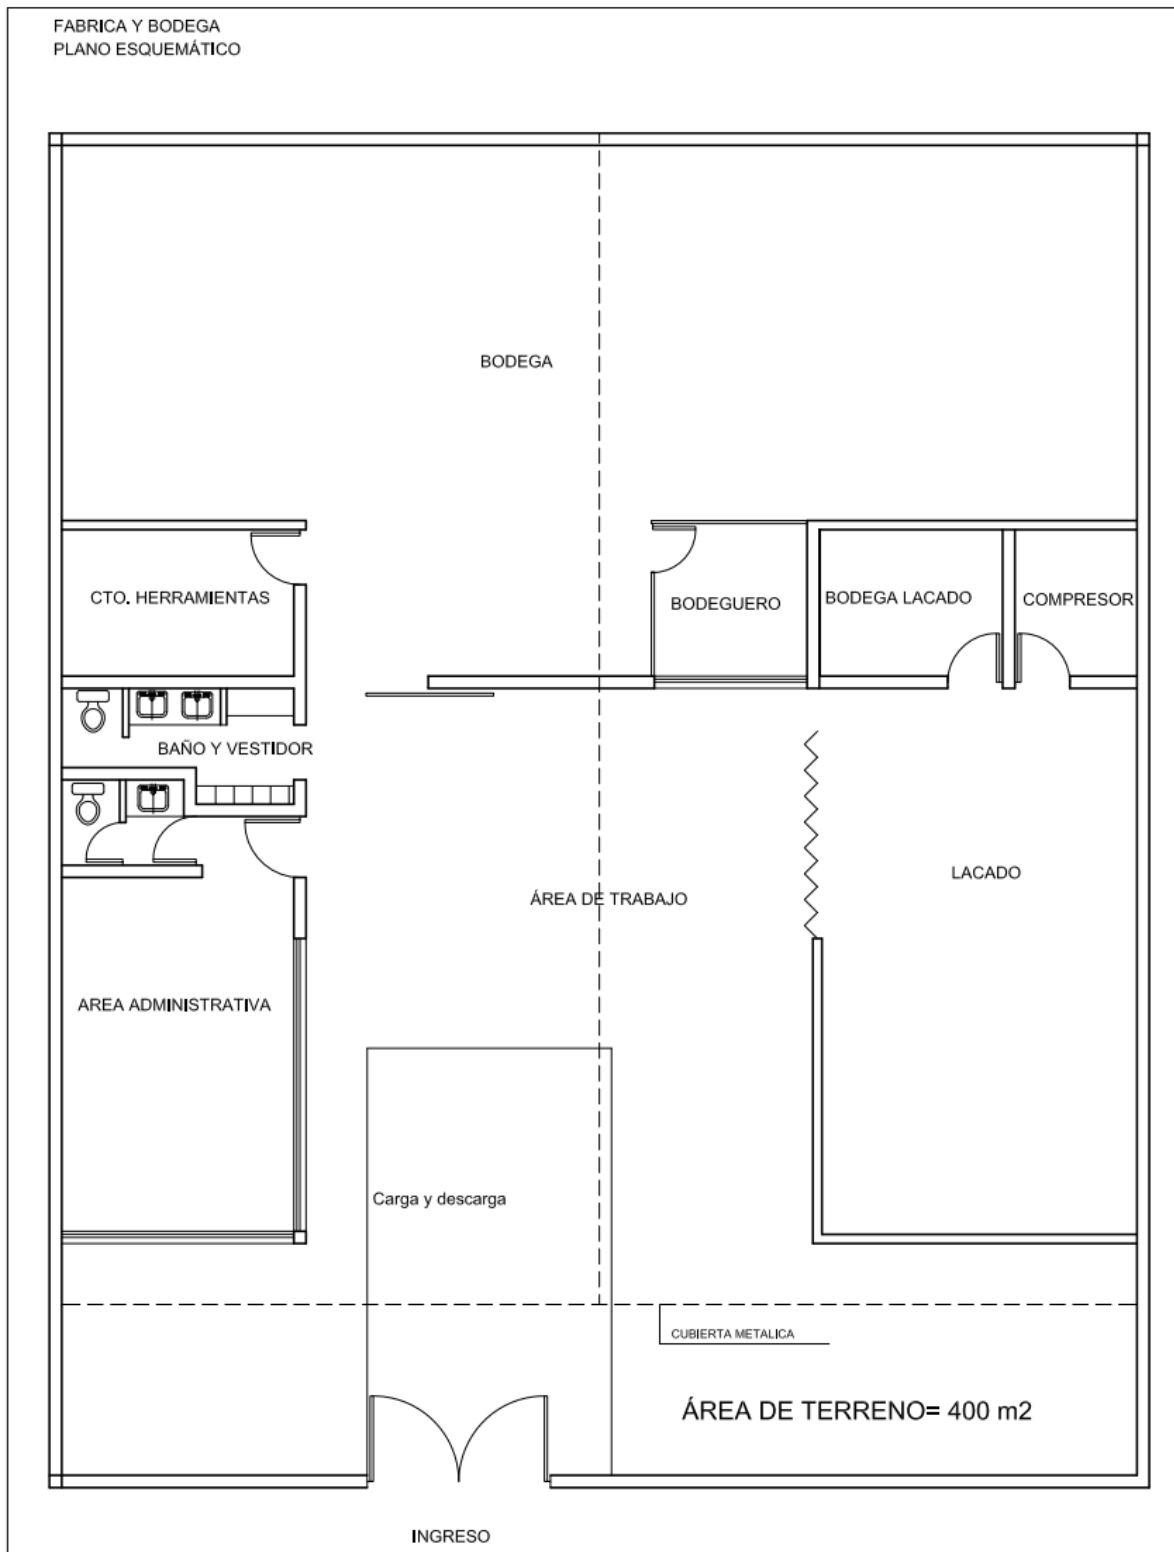 FABRICA Y BODEGA
PLANO ESQUEMÁTICO
BODEGA
CTO. HERRAMIENTAS
BODEGUERO
BODEGA LACADO
COMPRESOR
BAÑO Y VESTIDOR
LACADO
ÁREA DE TRABAJO
AREA ADMINISTRATIVA
Carga y descarga
CUBIERTA METALICA
ÁREA DE TERRENO= 400 m2
INGRESO